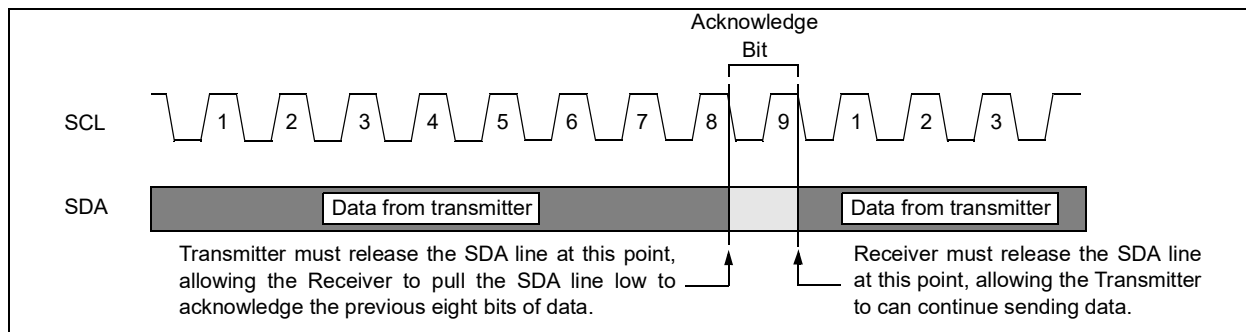 Acknowledge
Bit
SCL
1 2 3 4 5 6 7 8 9 1 2 3
SDA
Data from transmitter
Data from transmitter
Transmitter must release the SDA line at this point,
allowing the Receiver to pull the SDA line low to
acknowledge the previous eight bits of data.
Receiver must release the SDA line
at this point, allowing the Transmitter
to can continue sending data.